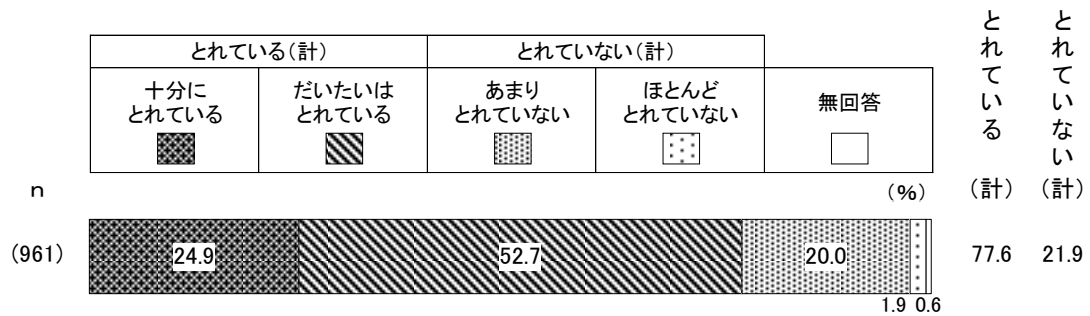 とれている(計)
とれていない(計)
十分に
とれている
だいたいは
とれている
あまり
とれていない
ほとんど
とれていない
無回答
とれている(計)
とれていない(計)
n
(%)
(961)
24.9
52.7
20.0
1.9
0.6
77.6
21.9